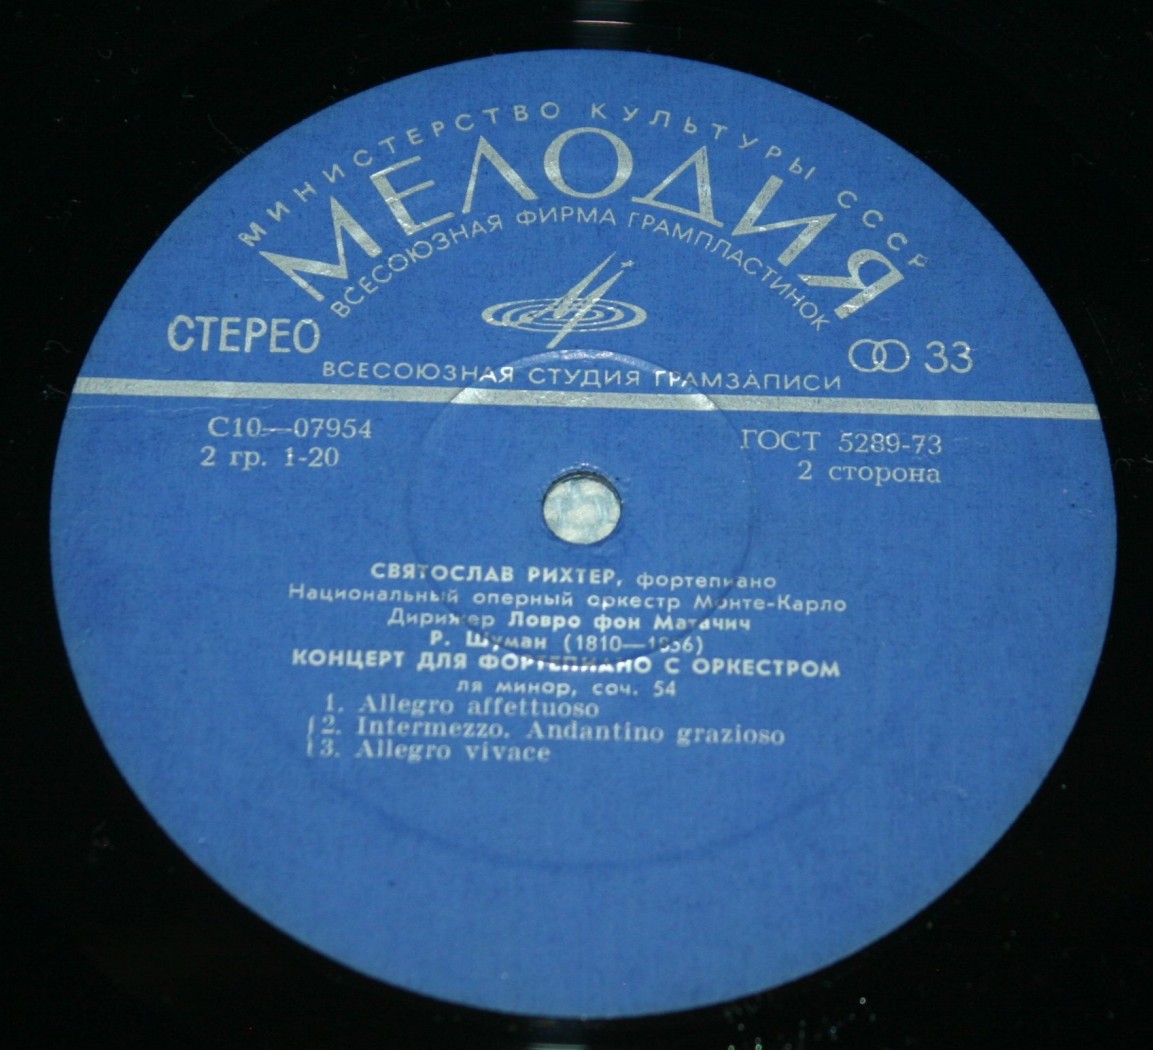 МИНИСТЕРСТВО КУЛЬТУРЫ СССР
МЕЛОДИЯ
ВСЕСОЮЗНАЯ ФИРМА ГРАМПЛАСТИНОК
СТЕРЕО
33
ВСЕСОЮЗНАЯ СТУДИЯ ГРАМЗАПИСИ
С10—07954
ГОСТ 5289-73
2 гр. 1-20
2 сторона
СВЯТОСЛАВ РИХТЕР, фортепиано
Национальный оперный оркестр Монте-Карло
Дирижер Ловро фон Матачич
Р. Шуман (1810—1856)
КОНЦЕРТ ДЛЯ ФОРТЕПИАНО С ОРКЕСТРОМ
ля минор, соч. 54
1. Allegro affettuoso
2. Intermezzo. Andantino grazioso
3. Allegro vivace